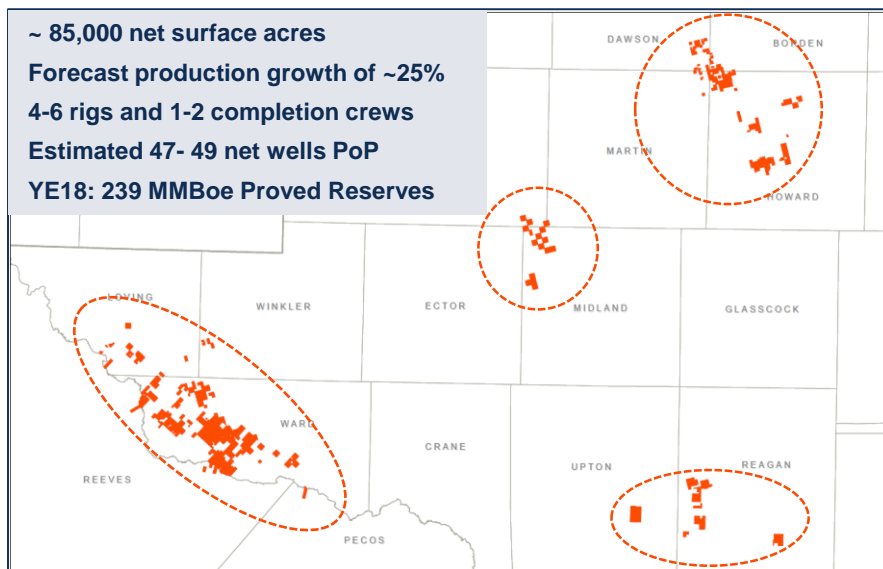 ~ 85,000 net surface acres
Forecast production growth of ~25%
4-6 rigs and 1-2 completion crews
Estimated 47- 49 net wells PoP
YE18: 239 MMBoe Proved Reserves
DAWSON
BORDEN
MARTIN
HOWARD
LOVING
WINKLER
ECTOR
MIDLAND
GLASSCOCK
WARD
CRANE
REEVES
UPTON
REAGAN
PECOS